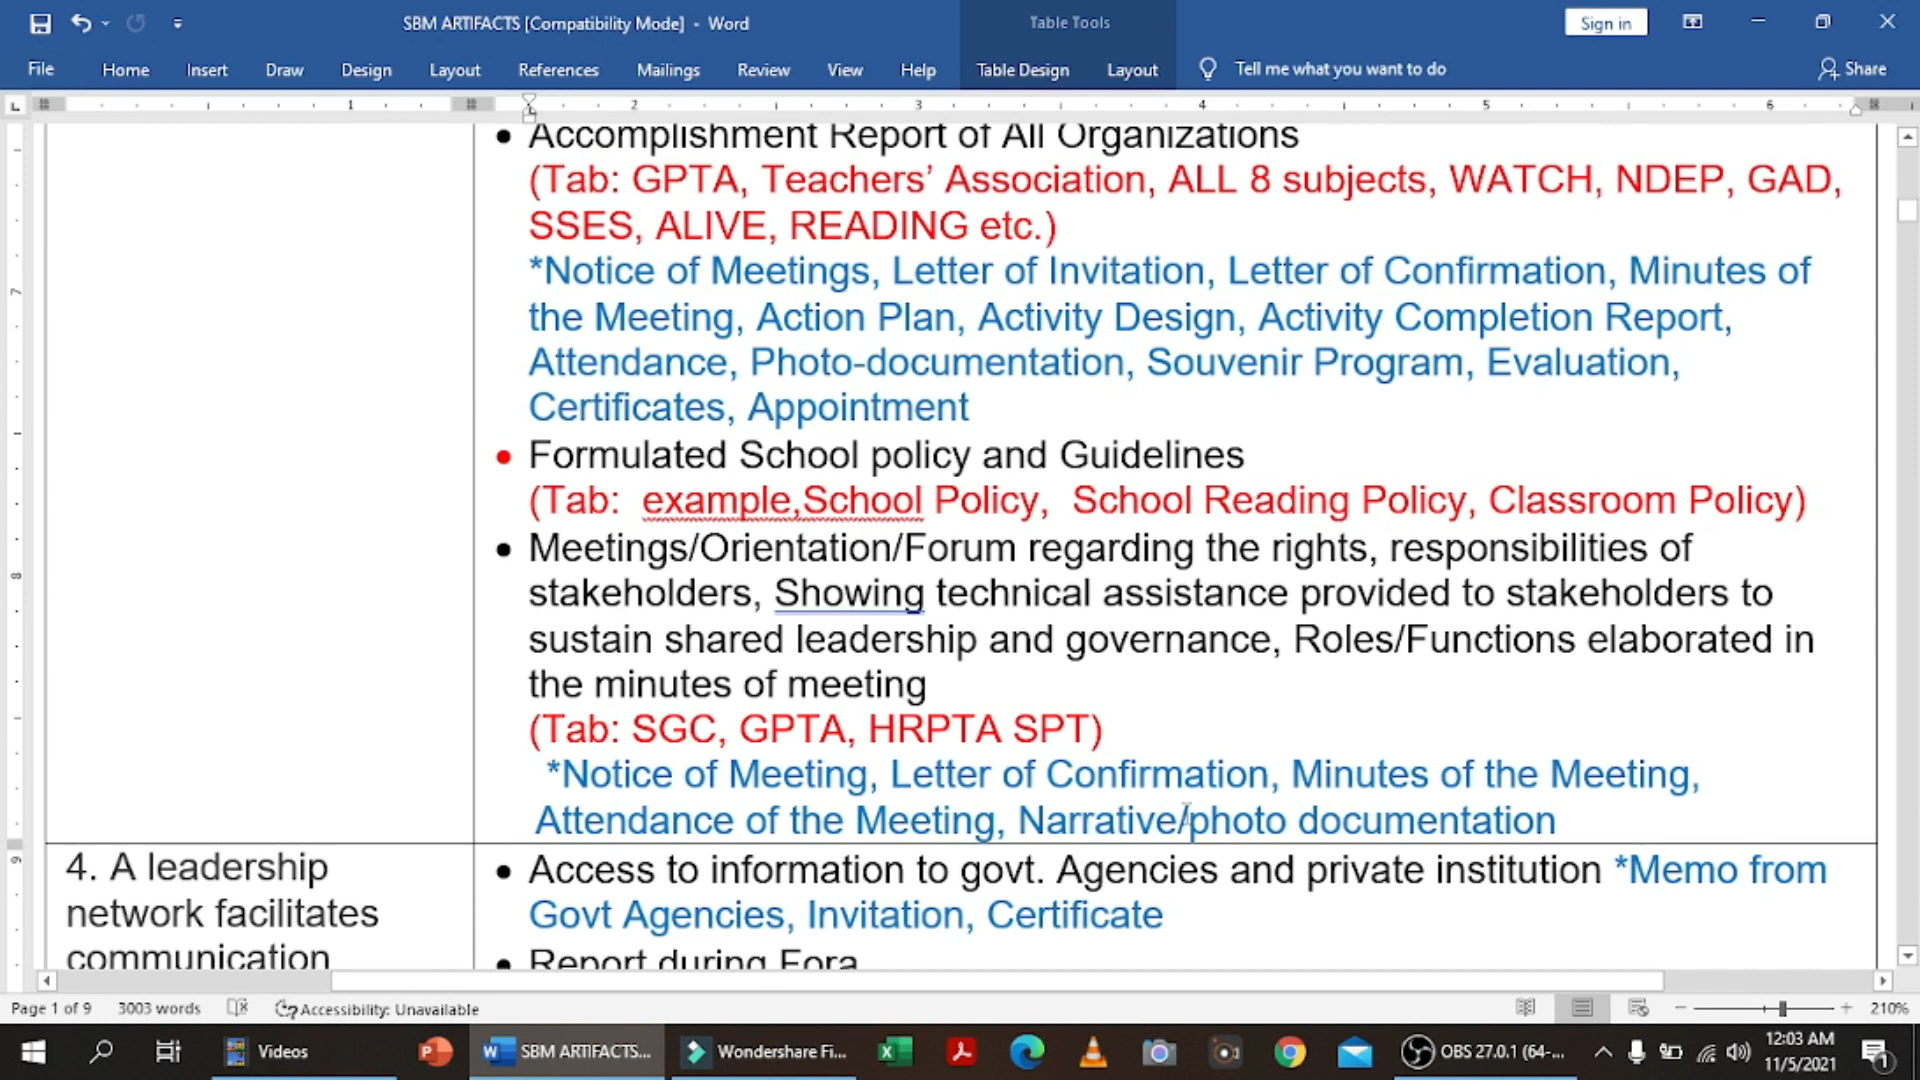 SBM ARTIFACTS [Compatibility Mode] - Word
Table Tools
Sign in
File Home Insert Draw Design Layout References Mailings Review View Help Table Design Layout Tell me what you want to do Share
1 2 3 4 5 6
• Accomplishment Report of All Organizations
(Tab: GPTA, Teachers’ Association, ALL 8 subjects, WATCH, NDEP, GAD,
SSES, ALIVE, READING etc.)
*Notice of Meetings, Letter of Invitation, Letter of Confirmation, Minutes of
the Meeting, Action Plan, Activity Design, Activity Completion Report,
Attendance, Photo-documentation, Souvenir Program, Evaluation,
Certificates, Appointment
• Formulated School policy and Guidelines
(Tab:  example,School Policy,  School Reading Policy, Classroom Policy)
• Meetings/Orientation/Forum regarding the rights, responsibilities of
stakeholders, Showing technical assistance provided to stakeholders to
sustain shared leadership and governance, Roles/Functions elaborated in
the minutes of meeting
(Tab: SGC, GPTA, HRPTA SPT)
*Notice of Meeting, Letter of Confirmation, Minutes of the Meeting,
Attendance of the Meeting, Narrative/photo documentation
4. A leadership
network facilitates
communication
• Access to information to govt. Agencies and private institution *Memo from
Govt Agencies, Invitation, Certificate
• Report during Fora
7
8
9
Page 1 of 9 3003 words Accessibility: Unavailable 210%
Videos SBM ARTIFACTS... Wondershare Fi... OBS 27.0.1 (64-... 12:03 AM
11/5/2021
1